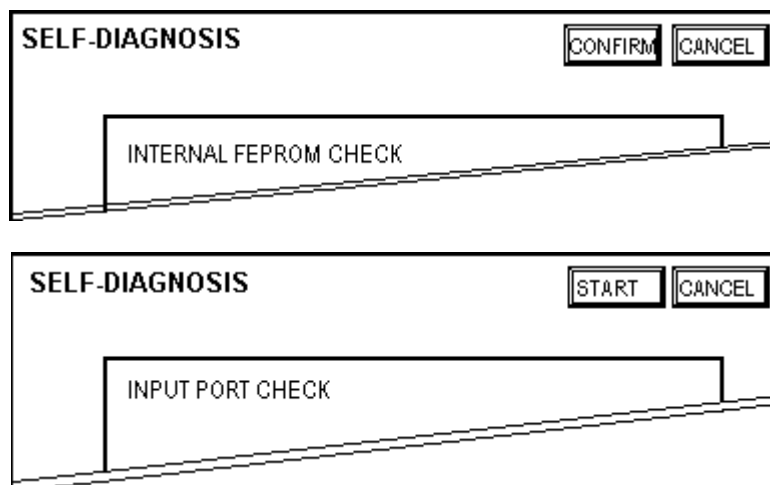 SELF-DIAGNOSIS CONFIRM CANCEL
INTERNAL FEPROM CHECK
SELF-DIAGNOSIS START CANCEL
INPUT PORT CHECK